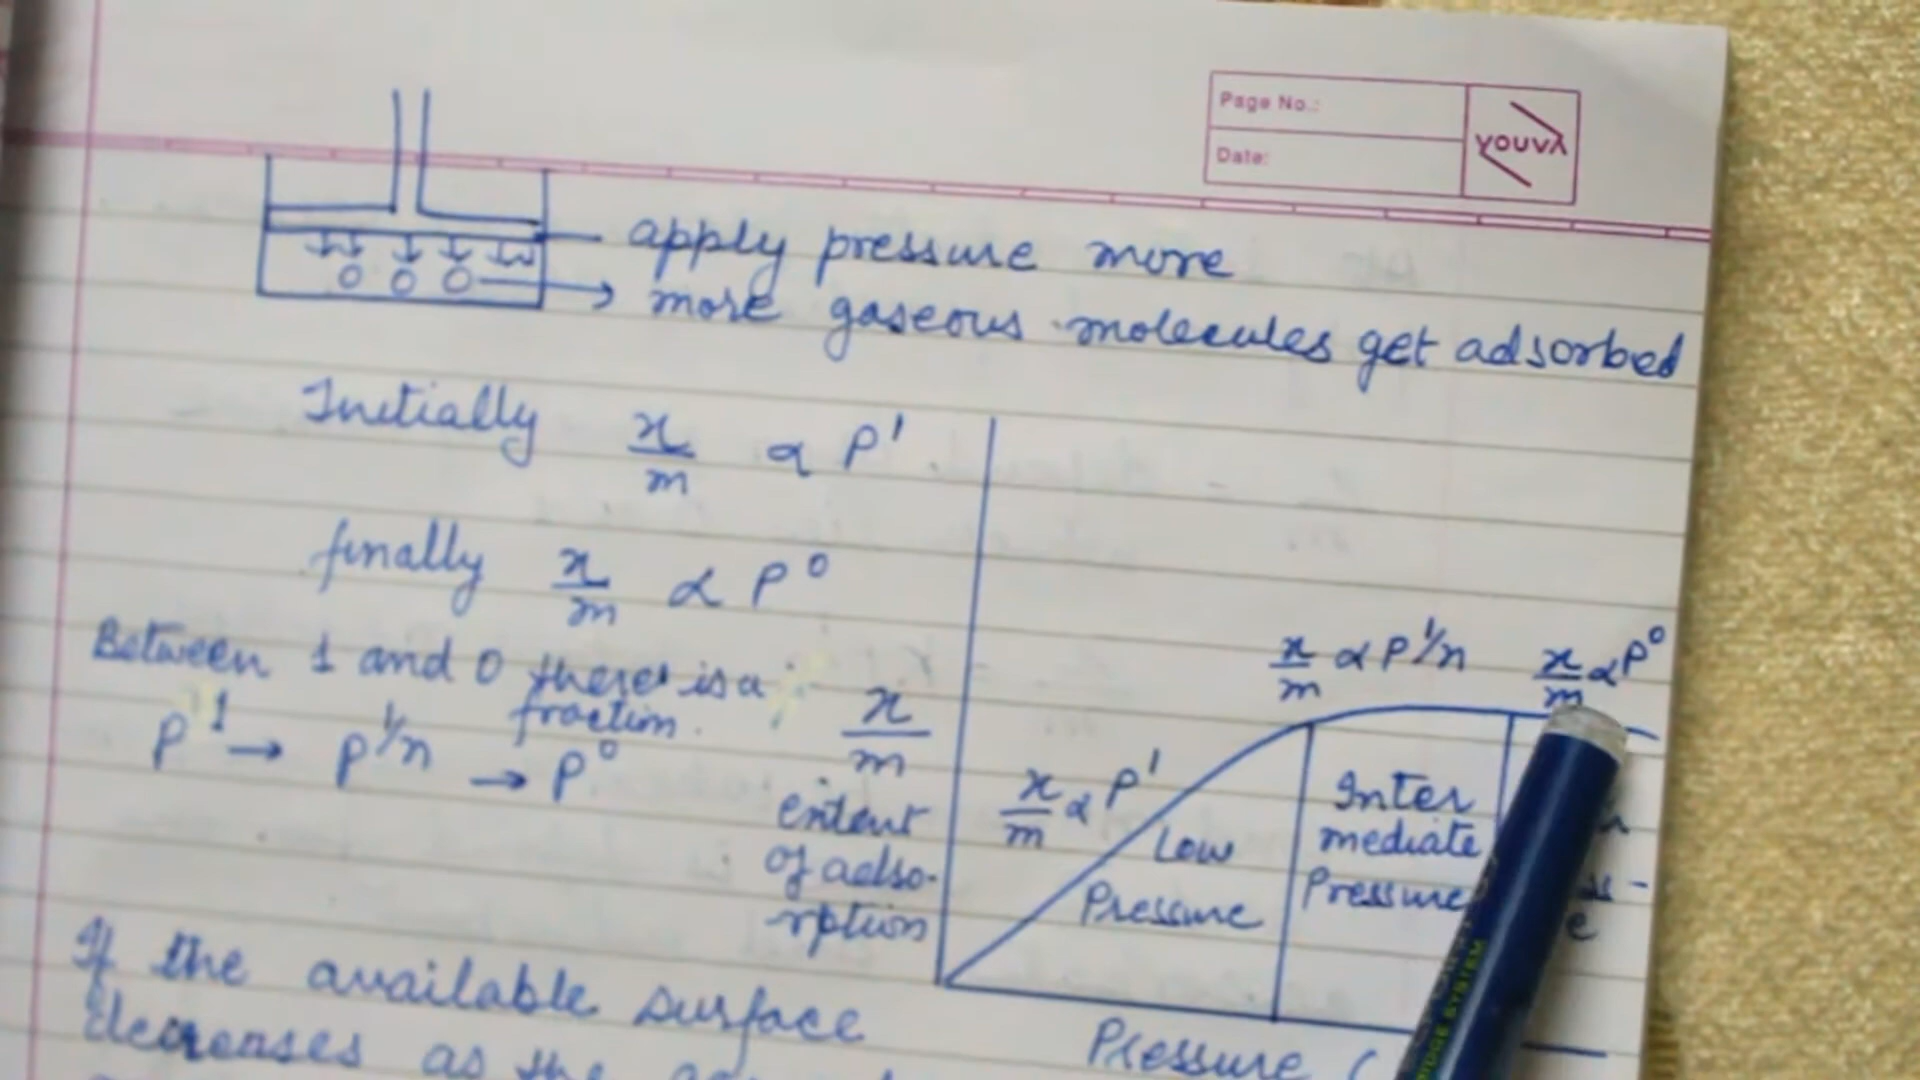 Page No.:
Date:
youva
apply pressure more
more gaseous molecules get adsorbed
Initially x/m α P¹
finally x/m α P⁰
Between 1 and 0 there is a
fraction.
P¹ → P^1/n → P⁰
x/m
extent
of adso-
rption
x/m α P¹
x/m α P^1/n
x/m α P⁰
Low
Pressure
Inter
mediate
Pressure
If the available surface
decreases as the
Pressure (